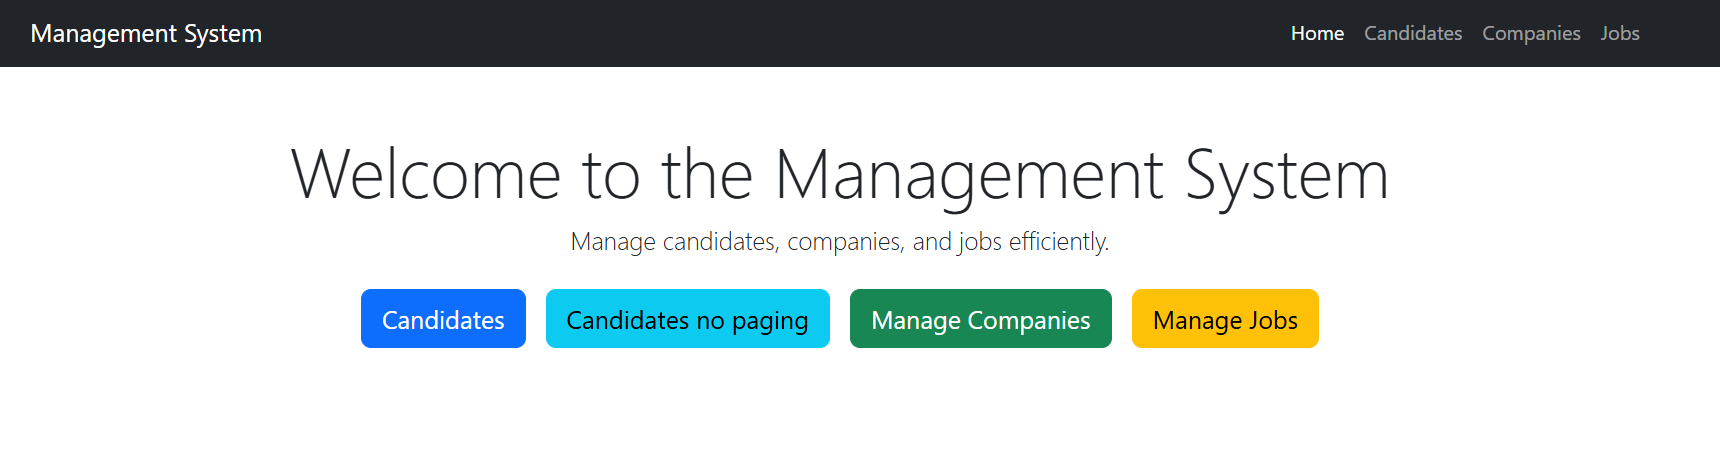 Management System Home Candidates Companies Jobs
Welcome to the Management System
Manage candidates, companies, and jobs efficiently.
Candidates Candidates no paging Manage Companies Manage Jobs